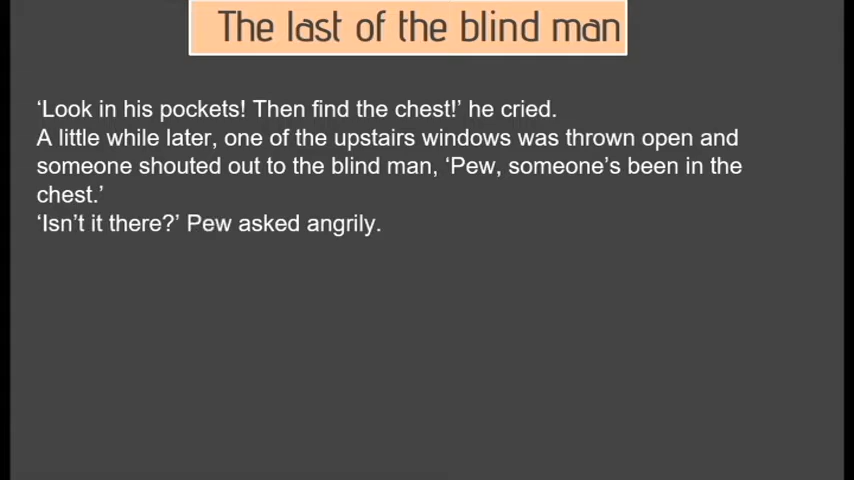 The last of the blind man
‘Look in his pockets! Then find the chest!’ he cried.
A little while later, one of the upstairs windows was thrown open and
someone shouted out to the blind man, ‘Pew, someone’s been in the
chest.’
‘Isn’t it there?’ Pew asked angrily.